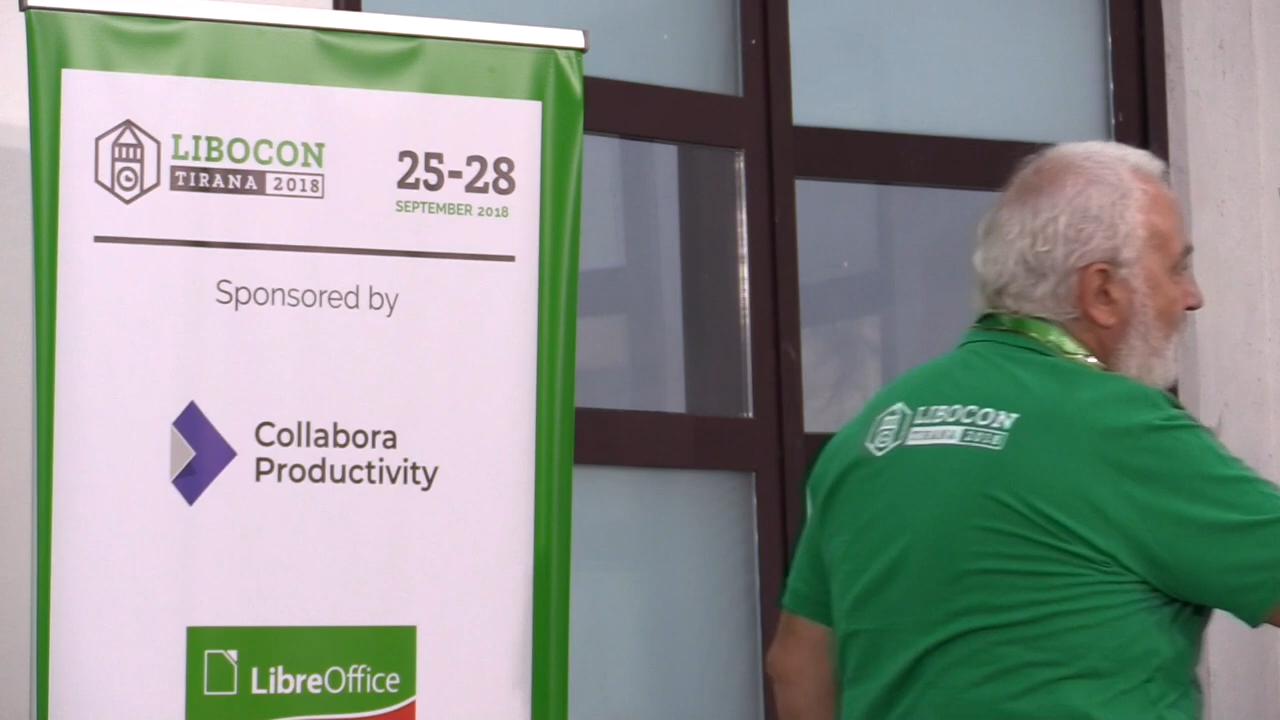 LIBOCON
TIRANA 2018
25-28
SEPTEMBER 2018
Sponsored by
Collabora
Productivity
LibreOffice
LIBOCON
TIRANA 2018